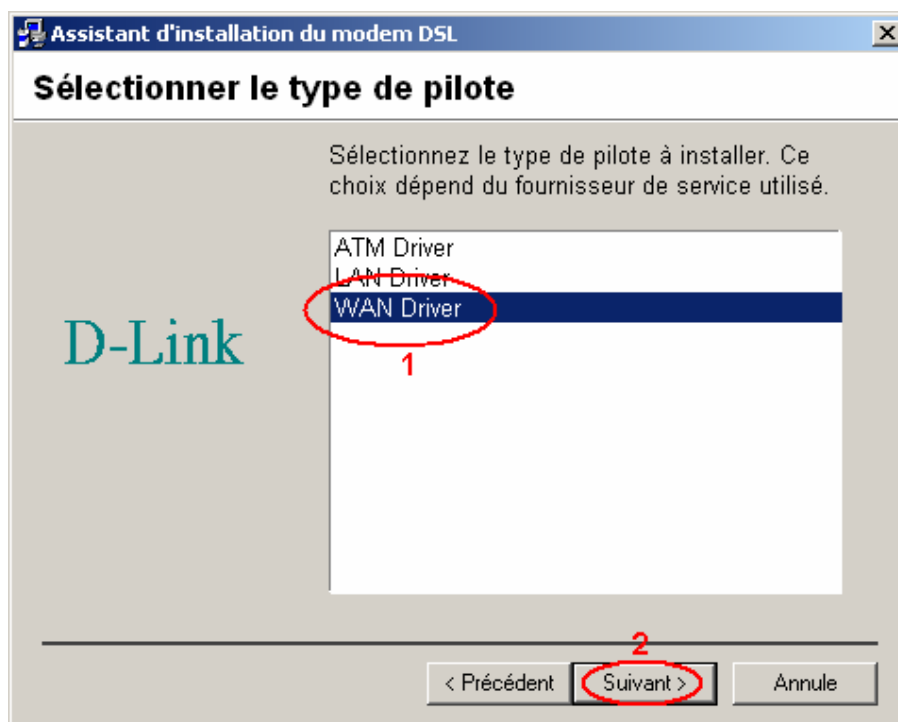 Assistant d'installation du modem DSL
Sélectionner le type de pilote
Sélectionnez le type de pilote à installer. Ce
choix dépend du fournisseur de service utilisé.
ATM Driver
LAN Driver
WAN Driver
1
D-Link
2
< Précédent Suivant > Annule